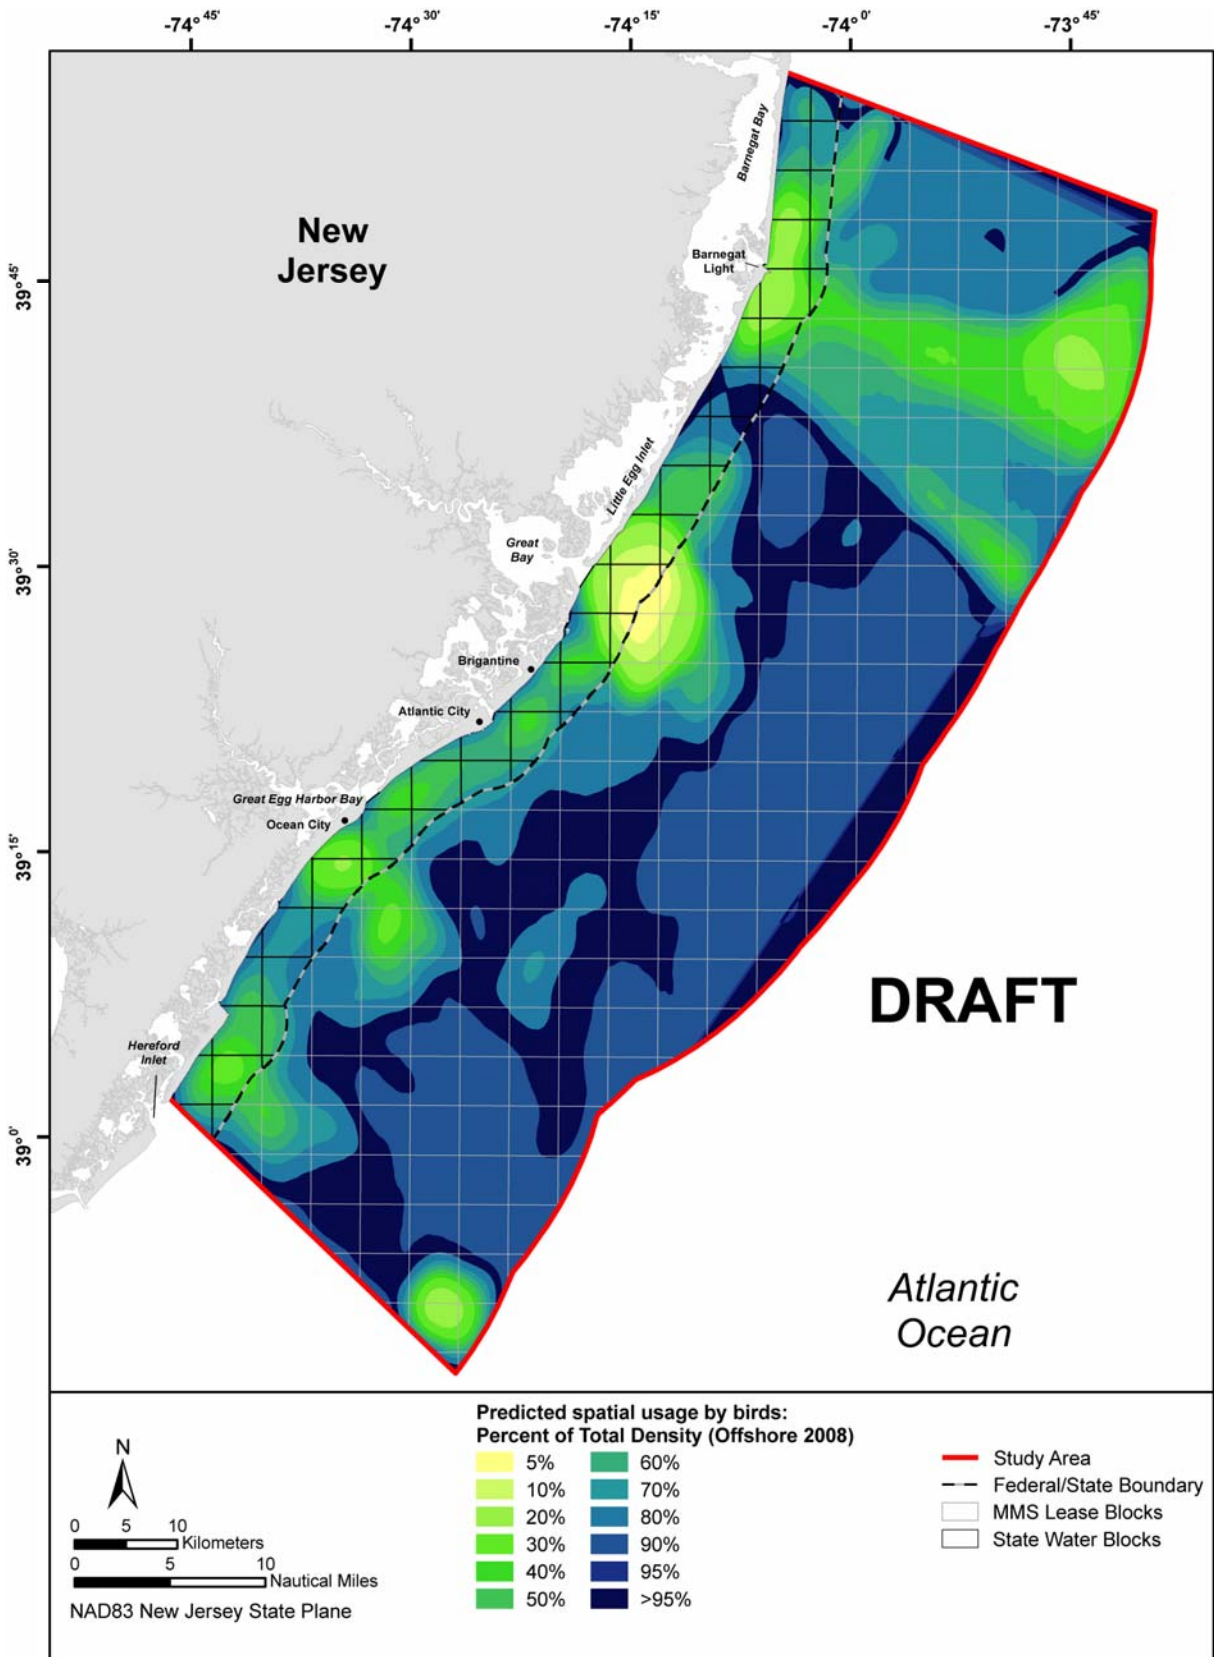 -74° 45'
-74° 30'
-74° 15'
-74° 0'
-73° 45'
39° 45'
39° 30'
39° 15'
39° 0'
Barnegat Bay
New
Jersey
Barnegat
Light
Little Egg Inlet
Great
Bay
Brigantine
Atlantic City
Great Egg Harbor Bay
Ocean City
Hereford
Inlet
DRAFT
Atlantic
Ocean
N
0 5 10
Kilometers
0 5 10
Nautical Miles
NAD83 New Jersey State Plane
Predicted spatial usage by birds:
Percent of Total Density (Offshore 2008)
5%
10%
20%
30%
40%
50%
60%
70%
80%
90%
95%
>95%
Study Area
Federal/State Boundary
MMS Lease Blocks
State Water Blocks